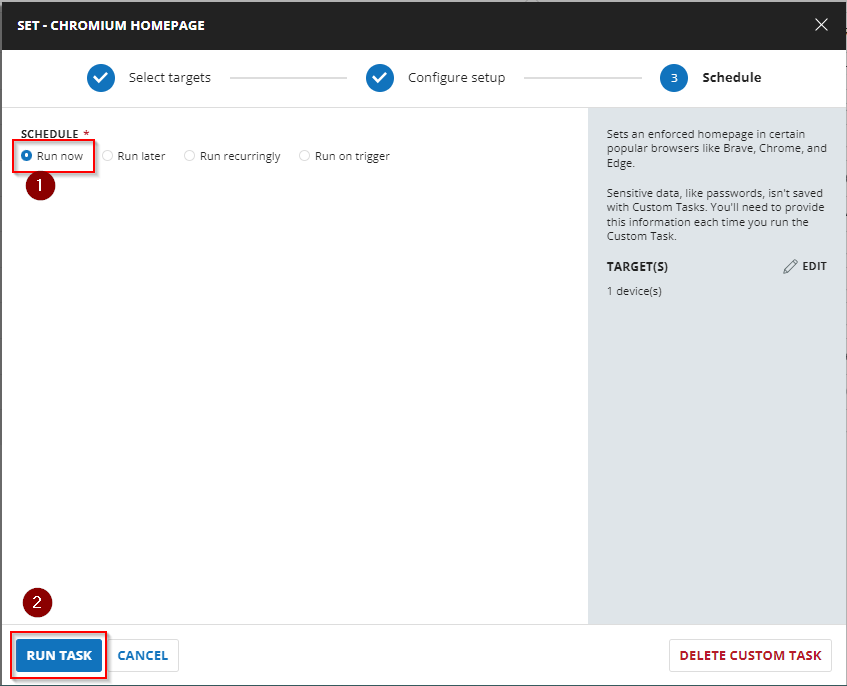 SET - CHROMIUM HOMEPAGE
Select targets
Configure setup
3 Schedule
SCHEDULE *
Run now Run later Run recurringly Run on trigger
1
Sets an enforced homepage in certain
popular browsers like Brave, Chrome, and
Edge.
Sensitive data, like passwords, isn't saved
with Custom Tasks. You'll need to provide
this information each time you run the
Custom Task.
TARGET(S) EDIT
1 device(s)
2
RUN TASK CANCEL DELETE CUSTOM TASK